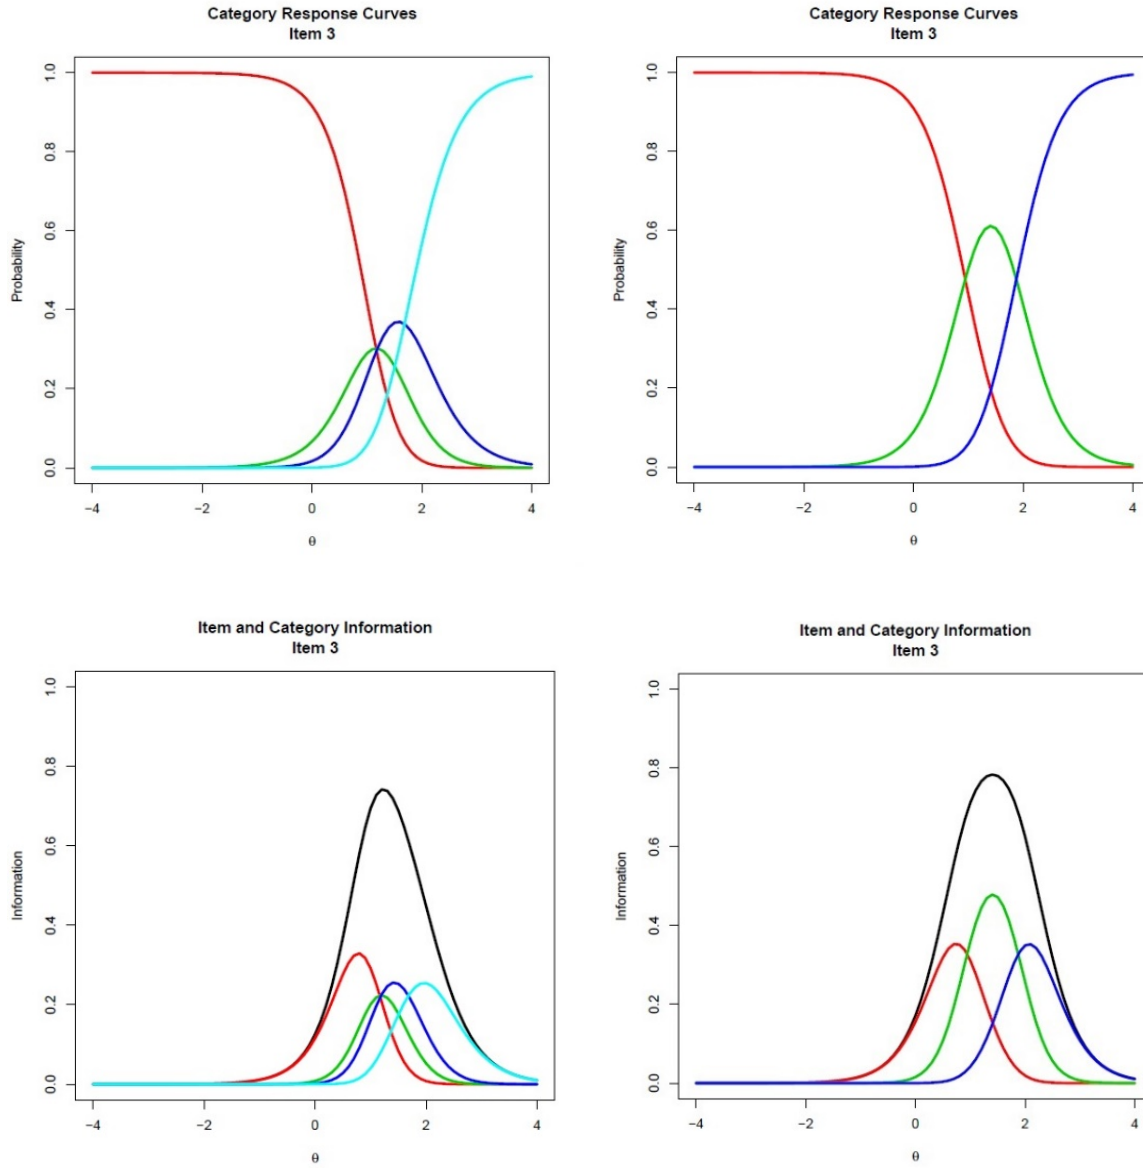 Category Response Curves
Item 3
Probability
1.0
0.8
0.6
0.4
0.2
0.0
−4
−2
0
2
4
θ
Category Response Curves
Item 3
Probability
1.0
0.8
0.6
0.4
0.2
0.0
−4
−2
0
2
4
θ
Item and Category Information
Item 3
Information
1.0
0.8
0.6
0.4
0.2
0.0
−4
−2
0
2
4
θ
Item and Category Information
Item 3
Information
1.0
0.8
0.6
0.4
0.2
0.0
−4
−2
0
2
4
θ